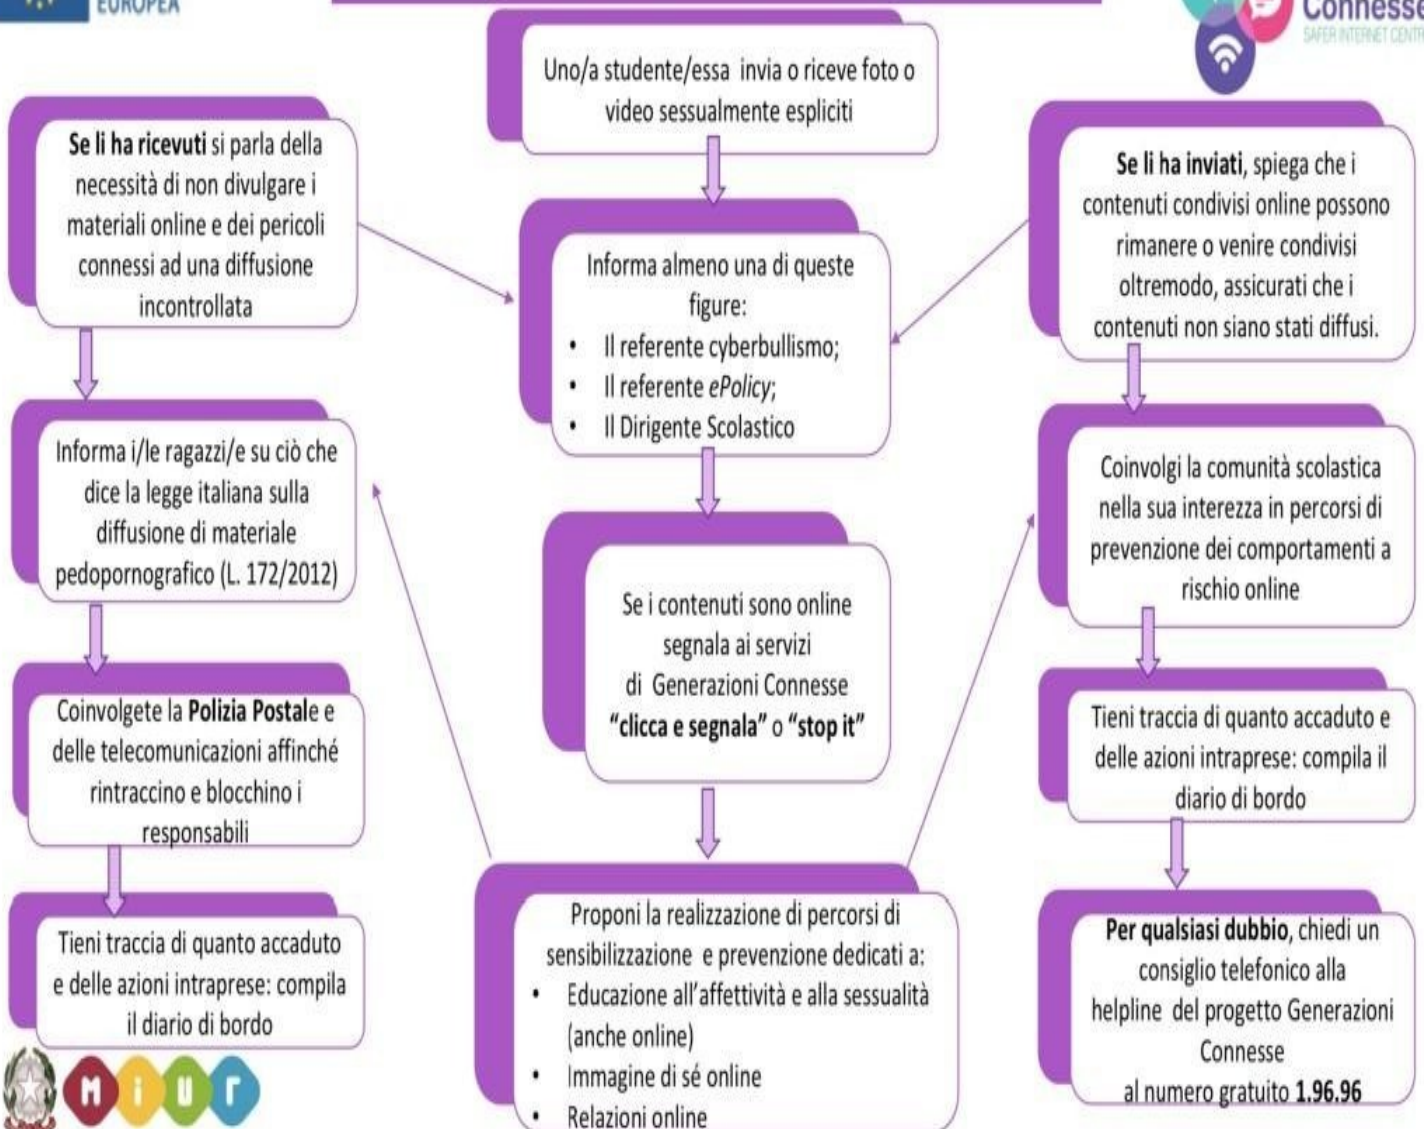 EUROPEA
Connesse
SAFER INTERNET CENTR
Uno/a studente/essa invia o riceve foto o
video sessualmente espliciti
Se li ha ricevuti si parla della
necessità di non divulgare i
materiali online e dei pericoli
connessi ad una diffusione
incontrollata
Informa i/le ragazzi/e su ciò che
dice la legge italiana sulla
diffusione di materiale
pedopornografico (L. 172/2012)
Coinvolgete la Polizia Postale e
delle telecomunicazioni affinché
rintraccino e blocchino i
responsabili
Tieni traccia di quanto accaduto
e delle azioni intraprese: compila
il diario di bordo
Informa almeno una di queste
figure:
• Il referente cyberbullismo;
• Il referente ePolicy;
• Il Dirigente Scolastico
Se i contenuti sono online
segnala ai servizi
di Generazioni Connesse
“clicca e segnala” o “stop it”
Proponi la realizzazione di percorsi di
sensibilizzazione e prevenzione dedicati a:
• Educazione all’affettività e alla sessualità
(anche online)
• Immagine di sé online
• Relazioni online
Se li ha inviati, spiega che i
contenuti condivisi online possono
rimanere o venire condivisi
oltremodo, assicurati che i
contenuti non siano stati diffusi.
Coinvolgi la comunità scolastica
nella sua interezza in percorsi di
prevenzione dei comportamenti a
rischio online
Tieni traccia di quanto accaduto e
delle azioni intraprese: compila il
diario di bordo
Per qualsiasi dubbio, chiedi un
consiglio telefonico alla
helpline del progetto Generazioni
Connesse
al numero gratuito 1.96.96
MiUr